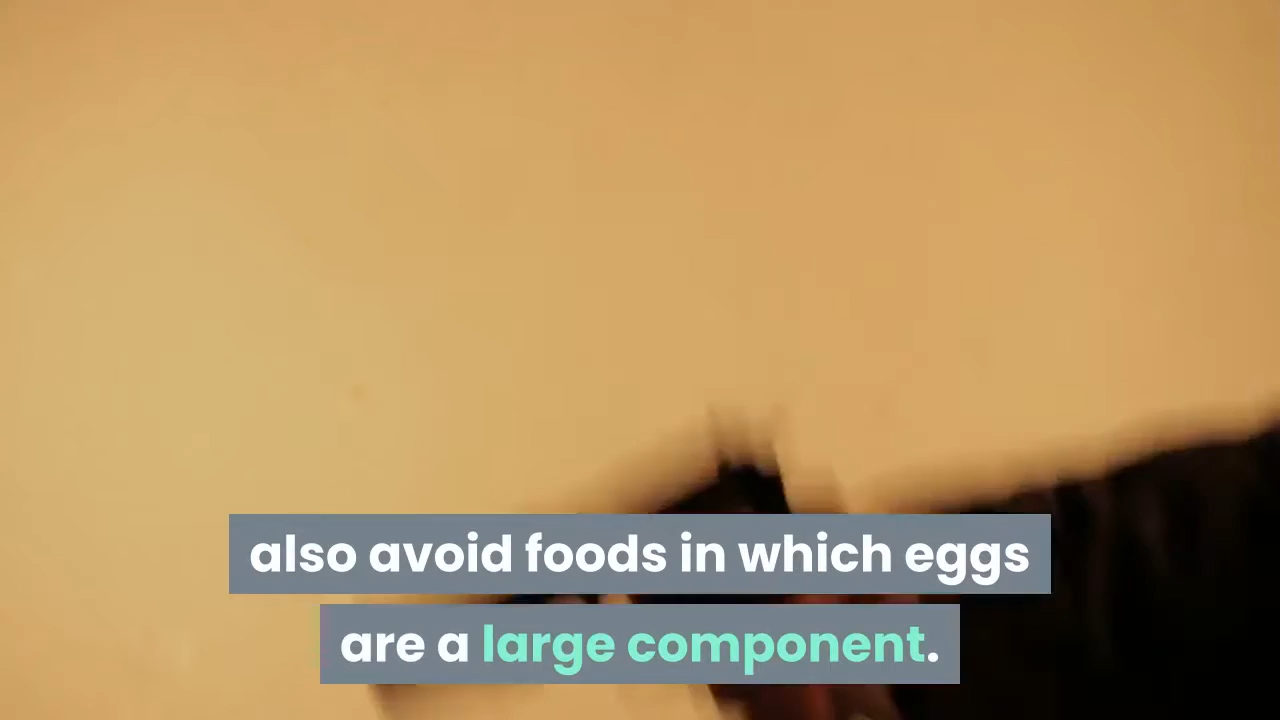 also avoid foods in which eggs
are a large component.